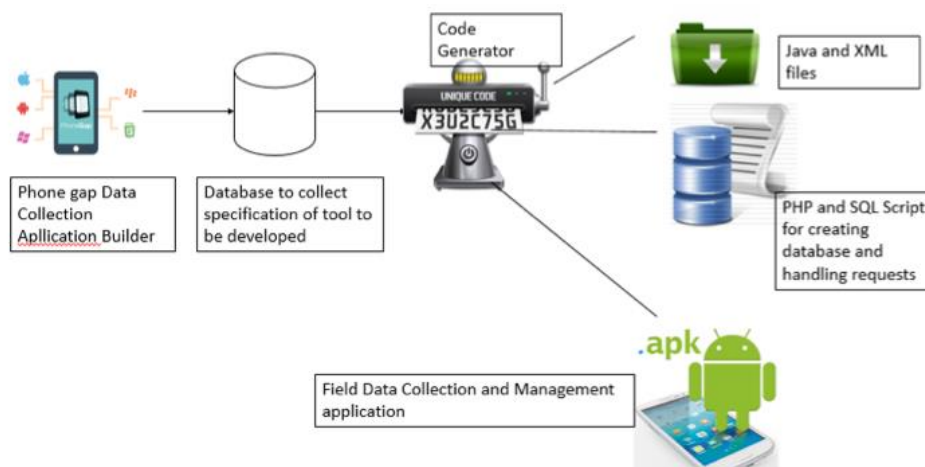 Code
Generator
Java and XML
files
UNIQUE CODE
X3U2C75G
Phone gap Data
Collection
Apllication Builder
Database to collect
specification of tool to
be developed
PHP and SQL Script
for creating
database and
handling requests
.apk
Field Data Collection and Management
application